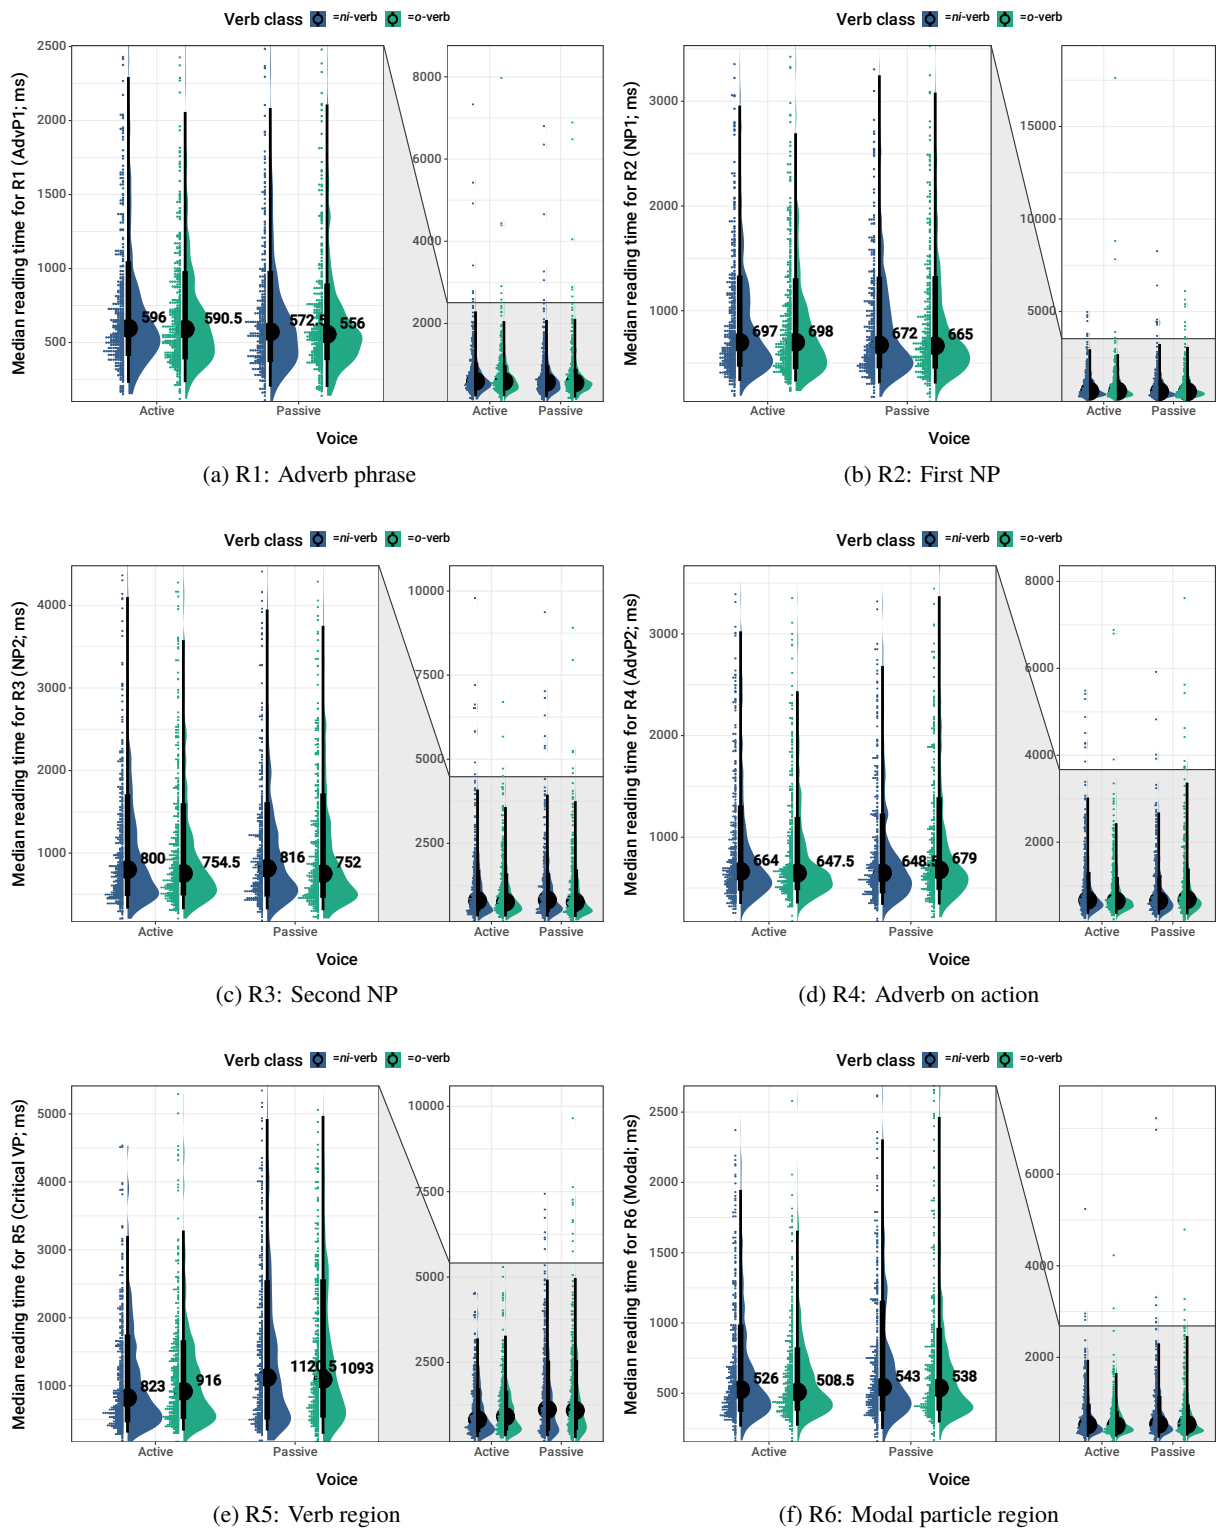 Verb class =ni-verb =o-verb
Median reading time for R1 (AdvP1; ms)
2500
2000
1500
1000
500
596
590.5
572.5
556
Active
Passive
8000
6000
4000
2000
Active
Passive
Voice
(a) R1: Adverb phrase
Verb class =ni-verb =o-verb
Median reading time for R2 (NP1; ms)
3000
2000
1000
697
698
672
665
Active
Passive
15000
10000
5000
Active
Passive
Voice
(b) R2: First NP
Verb class =ni-verb =o-verb
Median reading time for R3 (NP2; ms)
4000
3000
2000
1000
800
754.5
816
752
Active
Passive
10000
7500
5000
2500
Active
Passive
Voice
(c) R3: Second NP
Verb class =ni-verb =o-verb
Median reading time for R4 (AdvP2; ms)
3000
2000
1000
664
647.5
648.5
679
Active
Passive
8000
6000
4000
2000
Active
Passive
Voice
(d) R4: Adverb on action
Verb class =ni-verb =o-verb
Median reading time for R5 (Critical VP; ms)
5000
4000
3000
2000
1000
823
916
1120.5
1093
Active
Passive
10000
7500
5000
2500
Active
Passive
Voice
(e) R5: Verb region
Verb class =ni-verb =o-verb
Median reading time for R6 (Modal; ms)
2500
2000
1500
1000
500
526
508.5
543
538
Active
Passive
6000
4000
2000
Active
Passive
Voice
(f) R6: Modal particle region